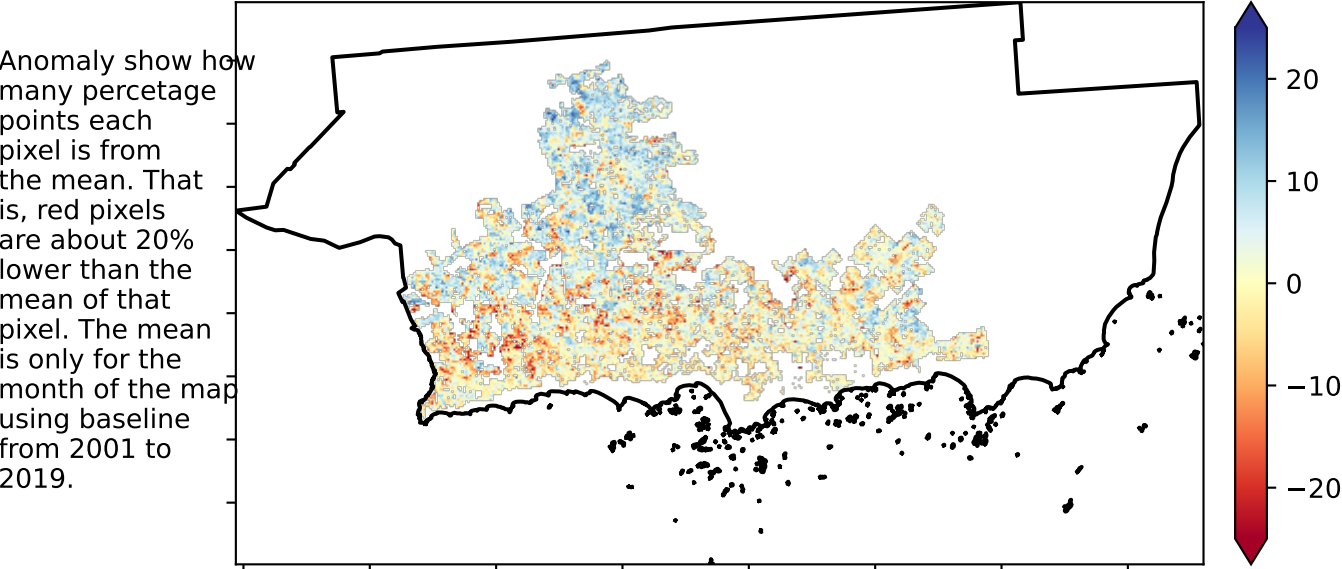 Anomaly show how
many percetage
points each
pixel is from
the mean. That
is, red pixels
are about 20%
lower than the
mean of that
pixel. The mean
is only for the
month of the map
using baseline
from 2001 to
2019.
20
10
0
−10
−20